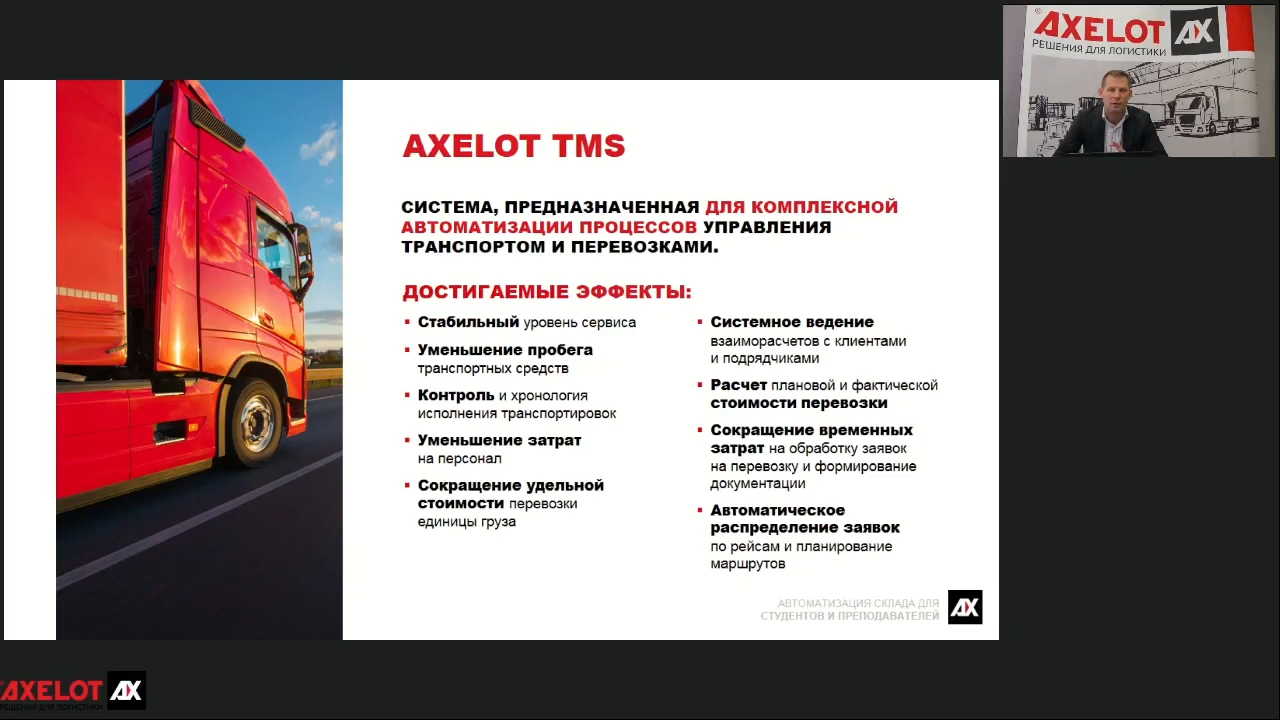 AXELOT AX
РЕШЕНИЯ ДЛЯ ЛОГИСТИКИ
AXELOT TMS
СИСТЕМА, ПРЕДНАЗНАЧЕННАЯ ДЛЯ КОМПЛЕКСНОЙ
АВТОМАТИЗАЦИИ ПРОЦЕССОВ УПРАВЛЕНИЯ
ТРАНСПОРТОМ И ПЕРЕВОЗКАМИ.
ДОСТИГАЕМЫЕ ЭФФЕКТЫ:
▪ Стабильный уровень сервиса
▪ Уменьшение пробега
транспортных средств
▪ Контроль и хронология
исполнения транспортировок
▪ Уменьшение затрат
на персонал
▪ Сокращение удельной
стоимости перевозки
единицы груза
▪ Системное ведение
взаиморасчетов с клиентами
и подрядчиками
▪ Расчет плановой и фактической
стоимости перевозки
▪ Сокращение временных
затрат на обработку заявок
на перевозку и формирование
документации
▪ Автоматическое
распределение заявок
по рейсам и планирование
маршрутов
АВТОМАТИЗАЦИЯ СКЛАДА ДЛЯ
СТУДЕНТОВ И ПРЕПОДАВАТЕЛЕЙ
AX
AXELOT AX
РЕШЕНИЯ ДЛЯ ЛОГИСТИКИ